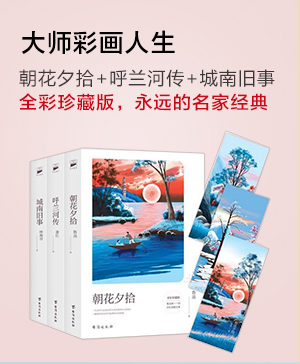 大师彩画人生
朝花夕拾+呼兰河传+城南旧事
全彩珍藏版，永远的名家经典
城南旧事
呼兰河传
朝花夕拾
朝花夕拾